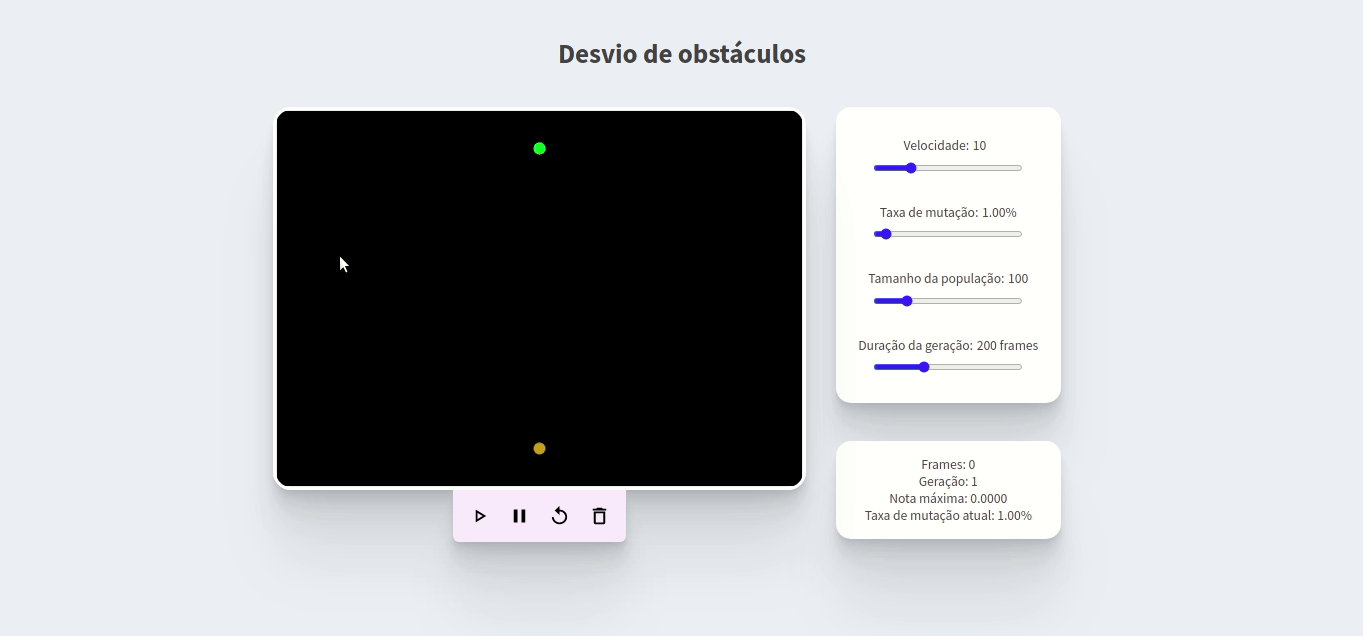 Desvio de obstáculos
Velocidade: 10
Taxa de mutação: 1.00%
Tamanho da população: 100
Duração da geração: 200 frames
Frames: 0
Geração: 1
Nota máxima: 0.0000
Taxa de mutação atual: 1.00%